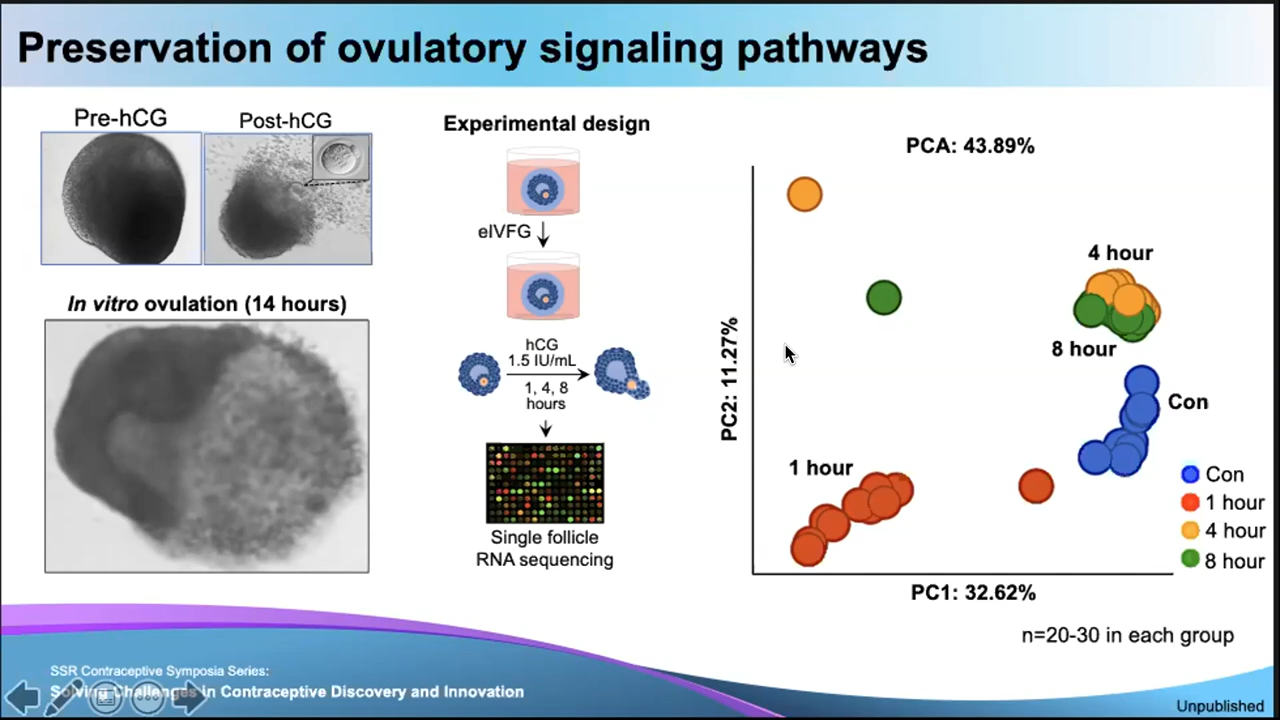 Preservation of ovulatory signaling pathways
Pre-hCG
Post-hCG
In vitro ovulation (14 hours)
Experimental design
eIVFG
hCG
1.5 IU/mL
1, 4, 8
hours
Single follicle
RNA sequencing
PCA: 43.89%
PC2: 11.27%
4 hour
8 hour
Con
1 hour
Con
1 hour
4 hour
8 hour
PC1: 32.62%
n=20-30 in each group
SSR Contraceptive Symposia Series:
Solving Challenges in Contraceptive Discovery and Innovation
Unpublished